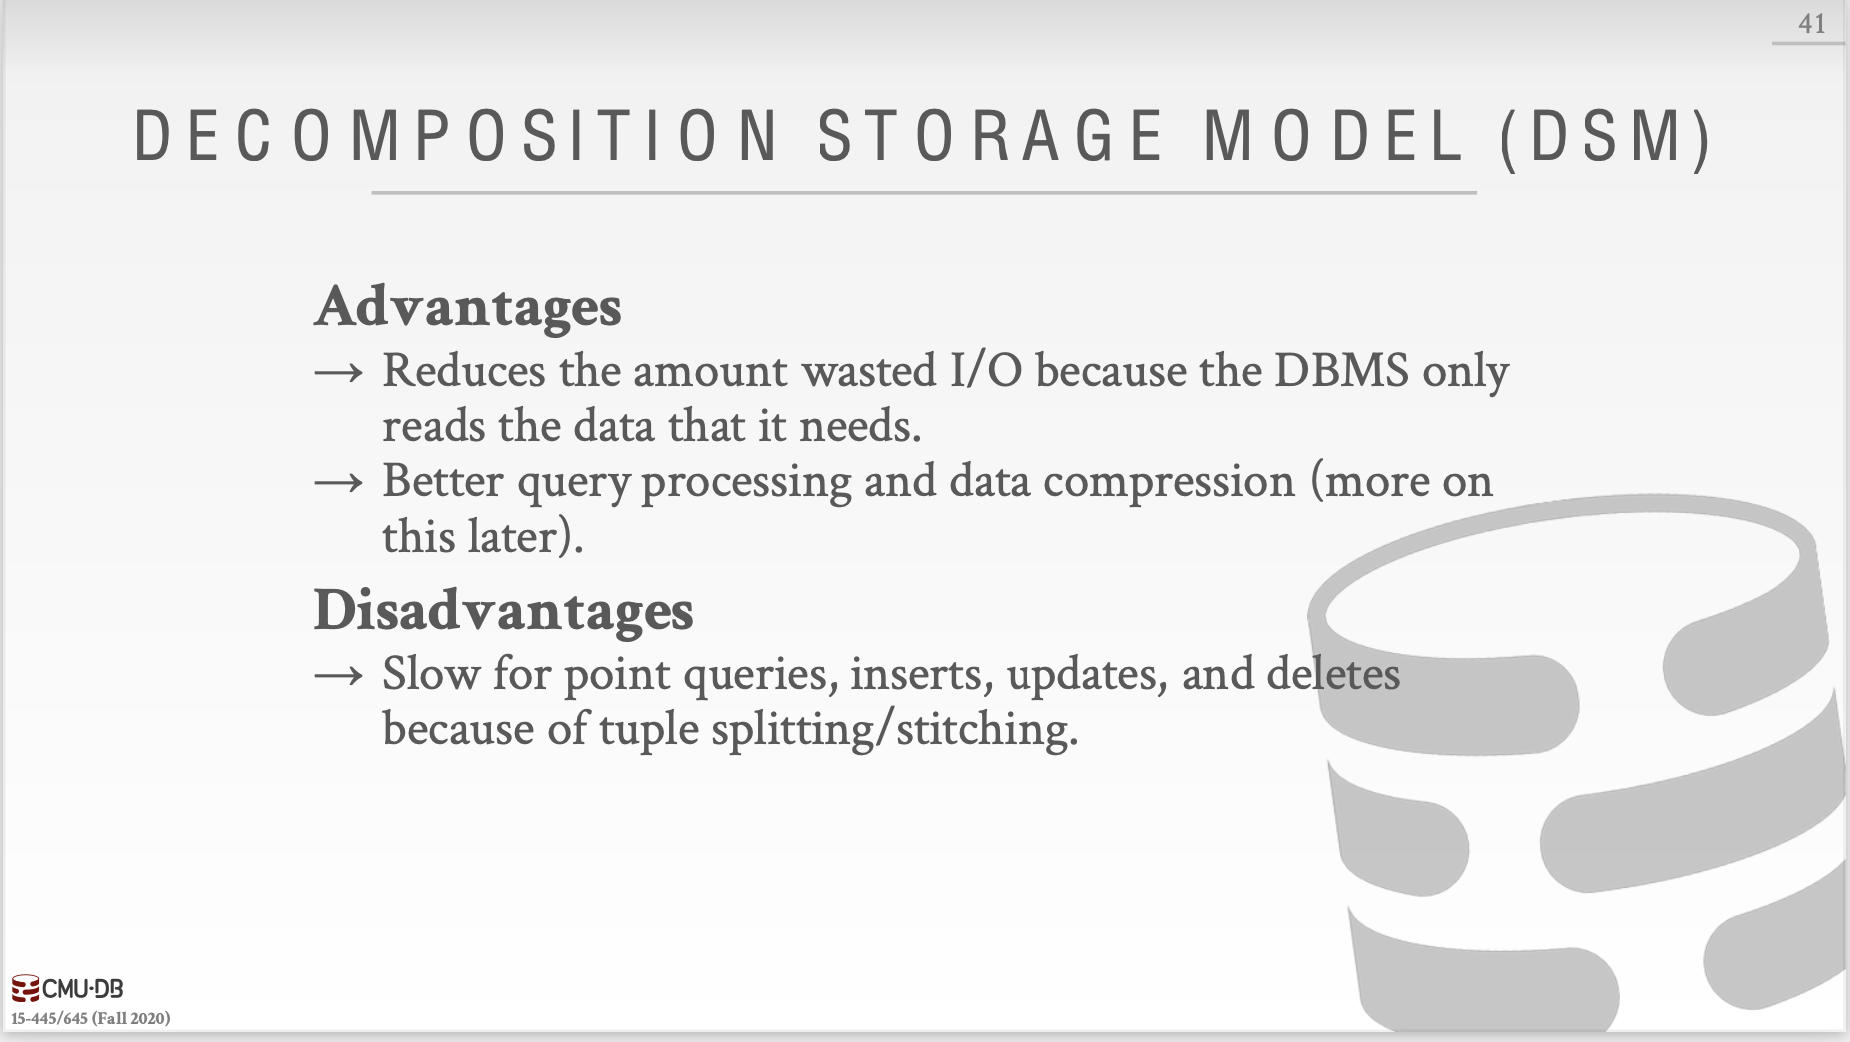 41
DECOMPOSITION STORAGE MODEL (DSM)
Advantages
→ Reduces the amount wasted I/O because the DBMS only
reads the data that it needs.
→ Better query processing and data compression (more on
this later).
Disadvantages
→ Slow for point queries, inserts, updates, and deletes
because of tuple splitting/stitching.
CMU·DB
15-445/645 (Fall 2020)